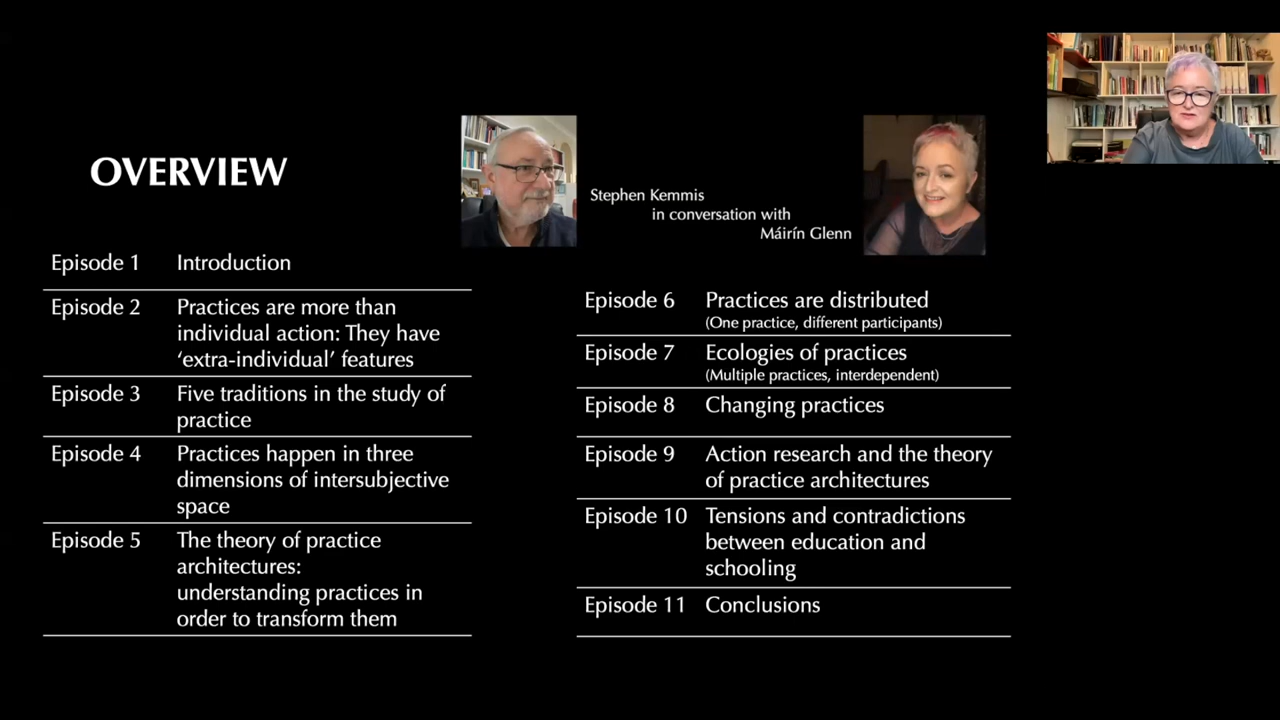 OVERVIEW
Stephen Kemmis
in conversation with
Máirín Glenn
Episode 1 Introduction
Episode 2 Practices are more than
individual action: They have
‘extra-individual’ features
Episode 3 Five traditions in the study of
practice
Episode 4 Practices happen in three
dimensions of intersubjective
space
Episode 5 The theory of practice
architectures:
understanding practices in
order to transform them
Episode 6 Practices are distributed
(One practice, different participants)
Episode 7 Ecologies of practices
(Multiple practices, interdependent)
Episode 8 Changing practices
Episode 9 Action research and the theory
of practice architectures
Episode 10 Tensions and contradictions
between education and
schooling
Episode 11 Conclusions